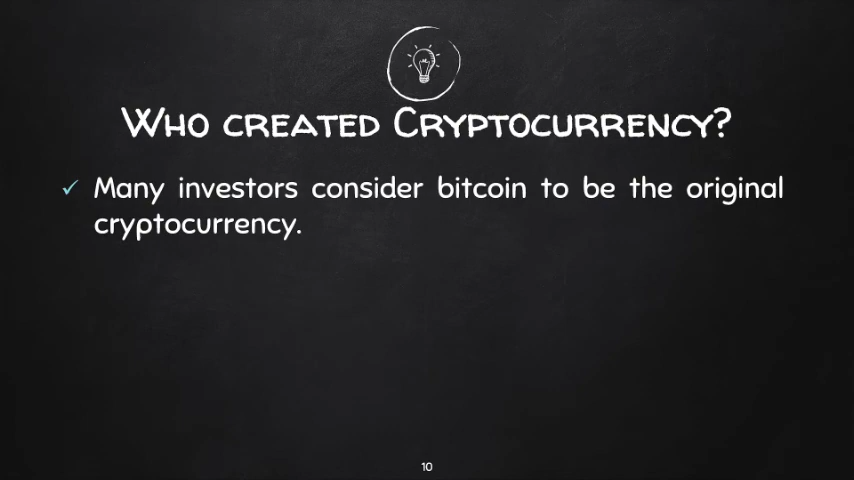 Who created Cryptocurrency?
✓ Many investors consider bitcoin to be the original
cryptocurrency.
10